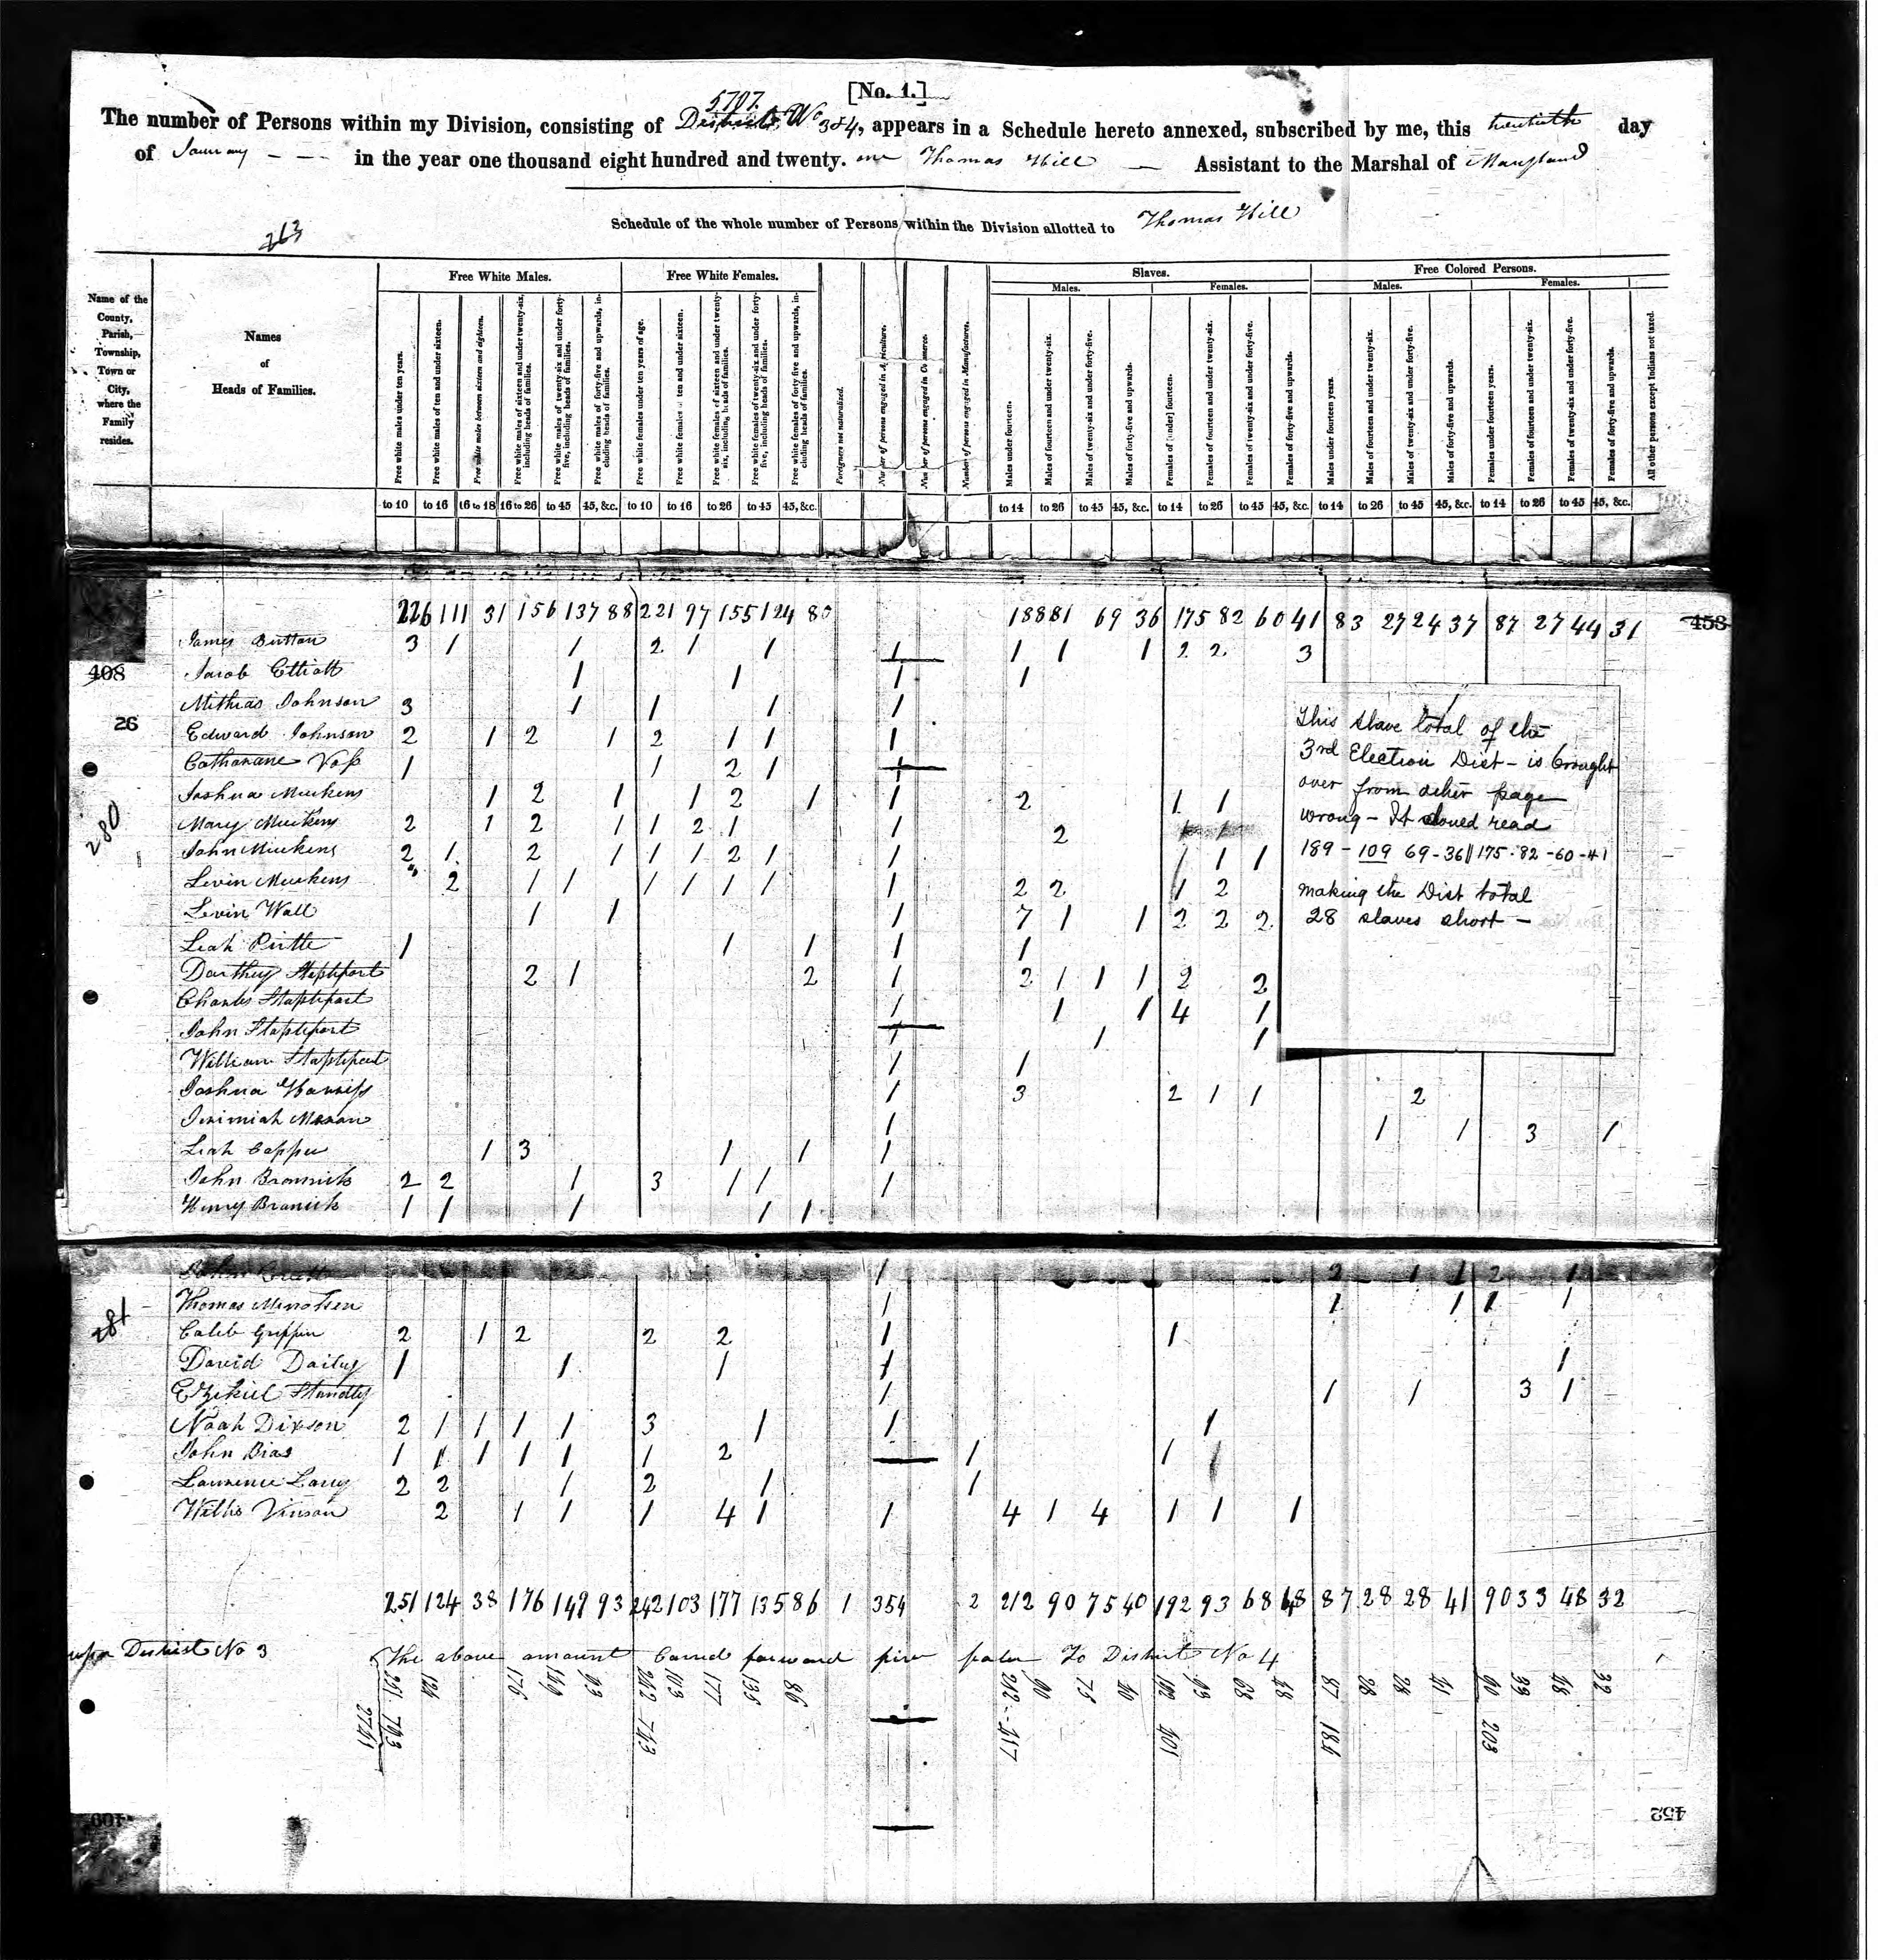 [No. 1.]
5707.
The number of Persons within my Division, consisting of Districts No 3 & 4, appears in a Schedule hereto annexed, subscribed by me, this twentieth day
of January - - - in the year one thousand eight hundred and twenty. one Thomas Hill — Assistant to the Marshal of Maryland
Schedule of the whole number of Persons within the Division allotted to Thomas Hill
263
Name of the County, Parish, Township, Town or City, where the Family resides.
Names of Heads of Families.
Free White Males.
Free White Females.
Slaves.
Males.
Females.
Free Colored Persons.
Males.
Females.
Free white males under ten years.
Free white males of ten and under sixteen.
Free white males between sixteen and eighteen.
Free white males of sixteen and under twenty-six, including heads of families.
Free white males of twenty-six and under forty-five, including heads of families.
Free white males of forty-five and upwards, including heads of families.
Free white females under ten years of age.
Free white females of ten and under sixteen.
Free white females of sixteen and under twenty-six, including heads of families.
Free white females of twenty-six and under forty-five, including heads of families.
Free white females of forty-five and upwards, including heads of families.
Foreigners not naturalized.
Number of persons engaged in Agriculture.
Number of persons engaged in Commerce.
Number of persons engaged in Manufactures.
Males under fourteen.
Males of fourteen and under twenty-six.
Males of twenty-six and under forty-five.
Males of forty-five and upwards.
Females of [under] fourteen.
Females of fourteen and under twenty-six.
Females of twenty-six and under forty-five.
Females of forty-five and upwards.
Males under fourteen years.
Males of fourteen and under twenty-six.
Males of twenty-six and under forty-five.
Males of forty-five and upwards.
Females under fourteen years.
Females of fourteen and under twenty-six.
Females of twenty-six and under forty-five.
Females of forty-five and upwards.
All other persons except Indians not taxed.
to 10 to 16 16 to 18 16 to 26 to 45 45, &c. to 10 to 16 to 26 to 45 45, &c. to 14 to 26 to 45 45, &c. to 14 to 26 to 45 45, &c. to 14 to 26 to 45 45, &c. to 14 to 26 to 45 45, &c.
226 111 31 156 137 88 221 97 155 124 80 188 81 69 36 175 82 60 41 83 27 24 37 87 27 44 31 458
James Button 3 1 1 2 1 1 1 1 1 1 2 2 3
408
Jacob Elliott 1 1 1 1
Mithias Johnson 3 1 1 1 1
26
Edward Johnson 2 1 2 1 2 1 1 1
Catharane 1 1 2 1 1
Joshua Meekens 1 2 1 1 2 1 1 2 1 1
Mary Meekens 2 1 2 1 1 2 1 1 2
280
John Meekens 2 1 2 1 1 1 2 1 1 1 1 1
Levin Meekens 2 1 1 1 1 1 1 1 2 2 1 2
Levin Wall 1 1 1 7 1 1 2 2 2
Leah 1 1 1 1 1
Darthey Stapleford 2 1 2 1 2 1 1 1 2 2
Charles Stapleford 1 1 1 4 1
John Stapleford 1 1 1
William Stapleford 1 1
Joshua 1 3 2 1 1 2
Jerimiah 1 1 1 3 1
Leah 1 3 1 1 1
John 2 2 1 3 1 1 1
Henry 1 1 1 1 1
This slave total of the
3rd Election Dist - is brought
over from other page
wrong - It should read
189 - 109 69 - 36 || 175 - 82 - 60 - 41
making the Dist total
28 slaves short -
John 1 2 1 1 2 1
281
Thomas 1 1 1 1 1
Caleb Griffin 2 1 2 2 2 1 1
David Dailey 1 1 1 1 1
Ezekiel Standley 1 1 1 3 1
Noah Dixson 2 1 1 1 1 3 1 1 1
John Bias 1 1 1 1 1 1 2 1 1 1
Lawrence 2 2 1 2 1 1
Willis Vinson 2 1 1 1 4 1 1 4 1 4 1 1 1
251 124 38 176 149 93 242 103 177 135 86 1 354 2 212 90 75 40 192 93 68 48 87 28 28 41 90 33 48 32
District No 3 The above amount Carried forward To District No 4
251 124 176 149 93 242 103 177 135 86 212 90 75 40 192 93 68 48 87 28 28 41 90 33 48 32
793 743 417 401 184 203
2741
409
452